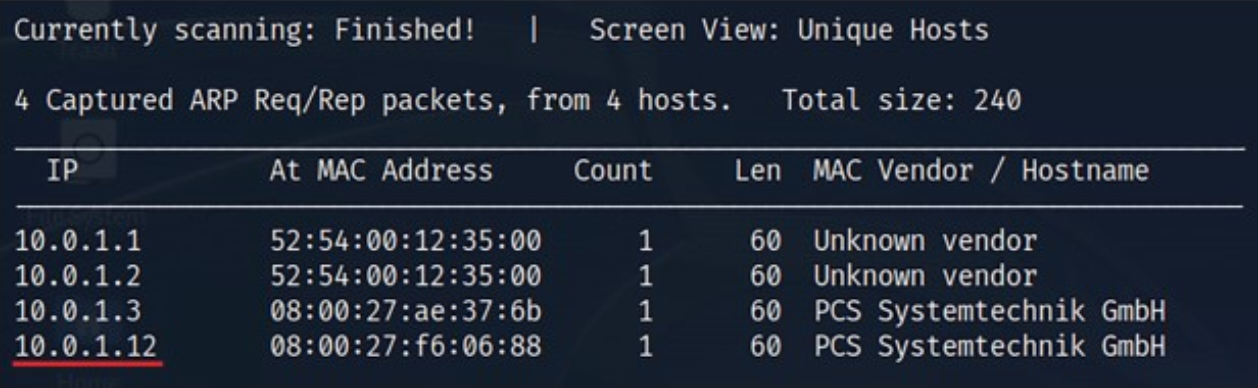 Currently scanning: Finished!   |   Screen View: Unique Hosts
4 Captured ARP Req/Rep packets, from 4 hosts.   Total size: 240
IP            At MAC Address     Count     Len  MAC Vendor / Hostname
10.0.1.1        52:54:00:12:35:00      1      60  Unknown vendor
10.0.1.2        52:54:00:12:35:00      1      60  Unknown vendor
10.0.1.3        08:00:27:ae:37:6b      1      60  PCS Systemtechnik GmbH
10.0.1.12       08:00:27:f6:06:88      1      60  PCS Systemtechnik GmbH
Trash
File System
Home